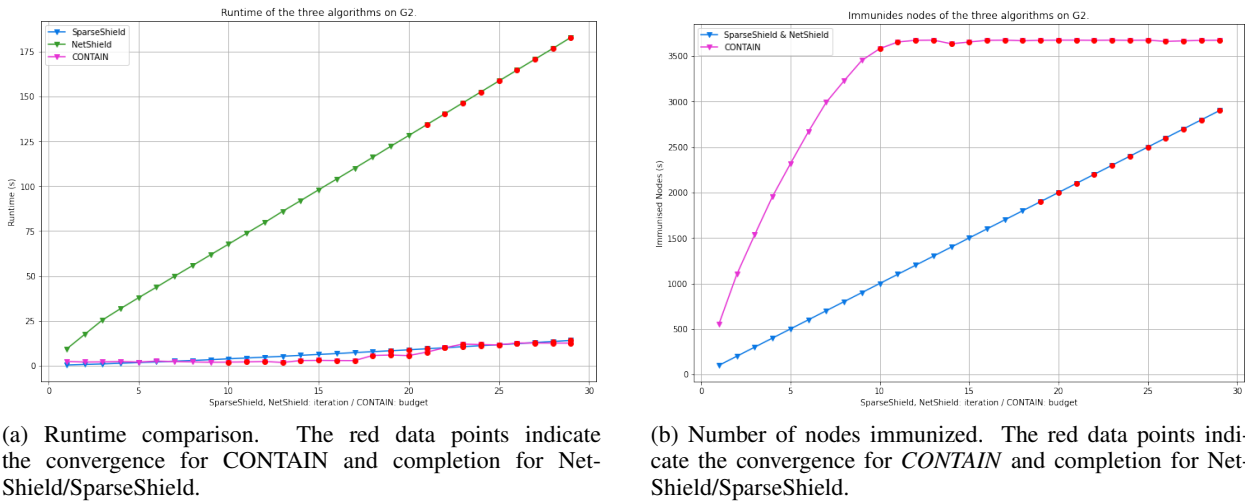 Runtime of the three algorithms on G2.
SparseShield
NetShield
CONTAIN
175
150
125
100
75
50
25
0
Runtime (s)
0 5 10 15 20 25 30
SparseShield, NetShield: iteration / CONTAIN: budget
(a) Runtime comparison. The red data points indicate
the convergence for CONTAIN and completion for Net-
Shield/SparseShield.
Immunides nodes of the three algorithms on G2.
SparseShield & NetShield
CONTAIN
3500
3000
2500
2000
1500
1000
500
0
Immunised Nodes (s)
0 5 10 15 20 25 30
SparseShield, NetShield: iteration / CONTAIN: budget
(b) Number of nodes immunized. The red data points indi-
cate the convergence for CONTAIN and completion for Net-
Shield/SparseShield.